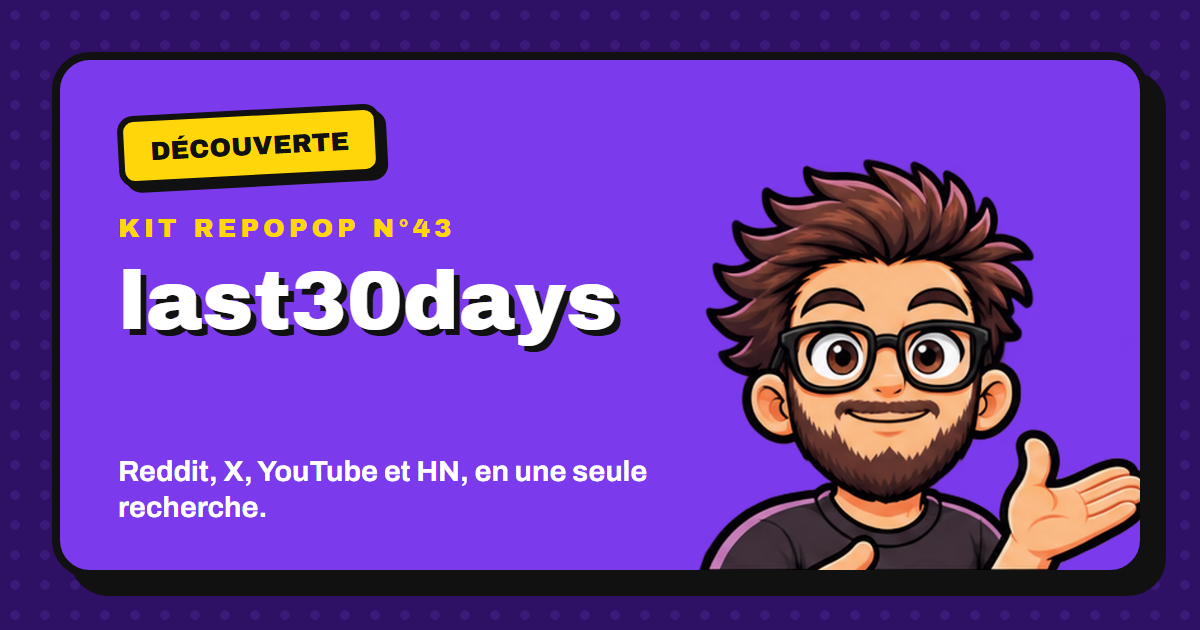 DÉCOUVERTE
KIT REPOPOP N°43
last30days
Reddit, X, YouTube et HN, en une seule
recherche.